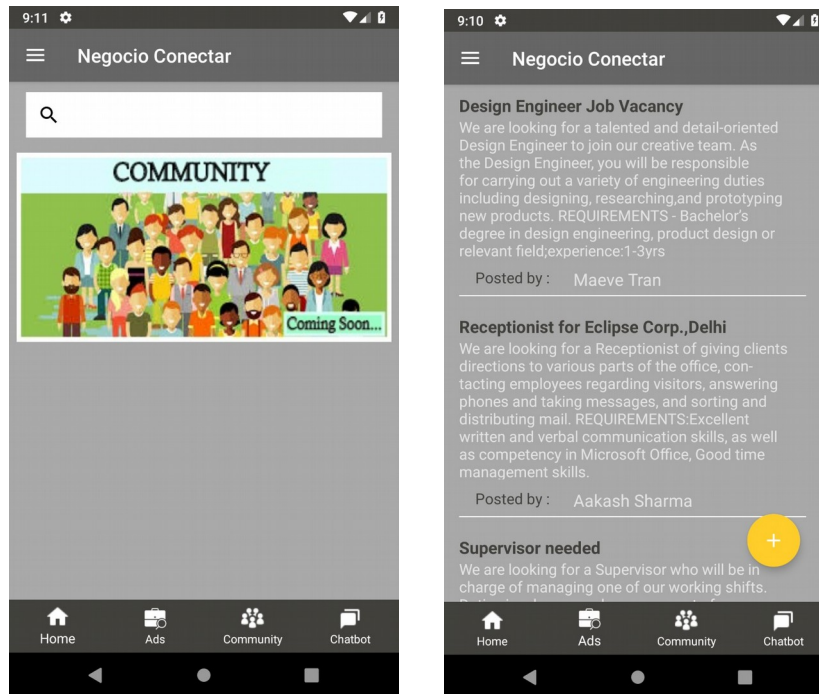 9:11
Negocio Conectar
COMMUNITY
Coming Soon...
Home
Ads
Community
Chatbot
9:10
Negocio Conectar
Design Engineer Job Vacancy
We are looking for a talented and detail-oriented
Design Engineer to join our creative team. As
the Design Engineer, you will be responsible
for carrying out a variety of engineering duties
including designing, researching,and prototyping
new products. REQUIREMENTS - Bachelor's
degree in design engineering, product design or
relevant field;experience:1-3yrs
Posted by : Maeve Tran
Receptionist for Eclipse Corp.,Delhi
We are looking for a Receptionist of giving clients
directions to various parts of the office, con-
tacting employees regarding visitors, answering
phones and taking messages, and sorting and
distributing mail. REQUIREMENTS:Excellent
written and verbal communication skills, as well
as competency in Microsoft Office, Good time
management skills.
Posted by : Aakash Sharma
Supervisor needed
We are looking for a Supervisor who will be in
charge of managing one of our working shifts.
Home
Ads
Community
Chatbot